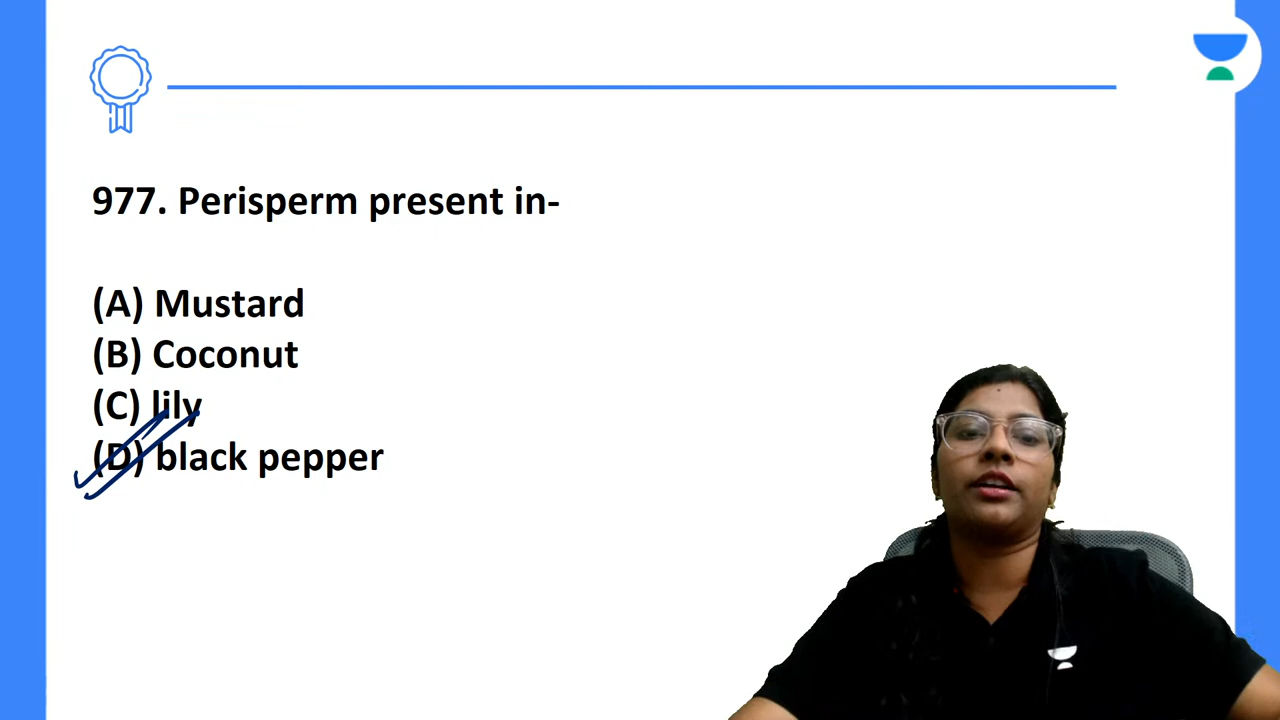 977. Perisperm present in-
(A) Mustard
(B) Coconut
(C) lily
(D) black pepper